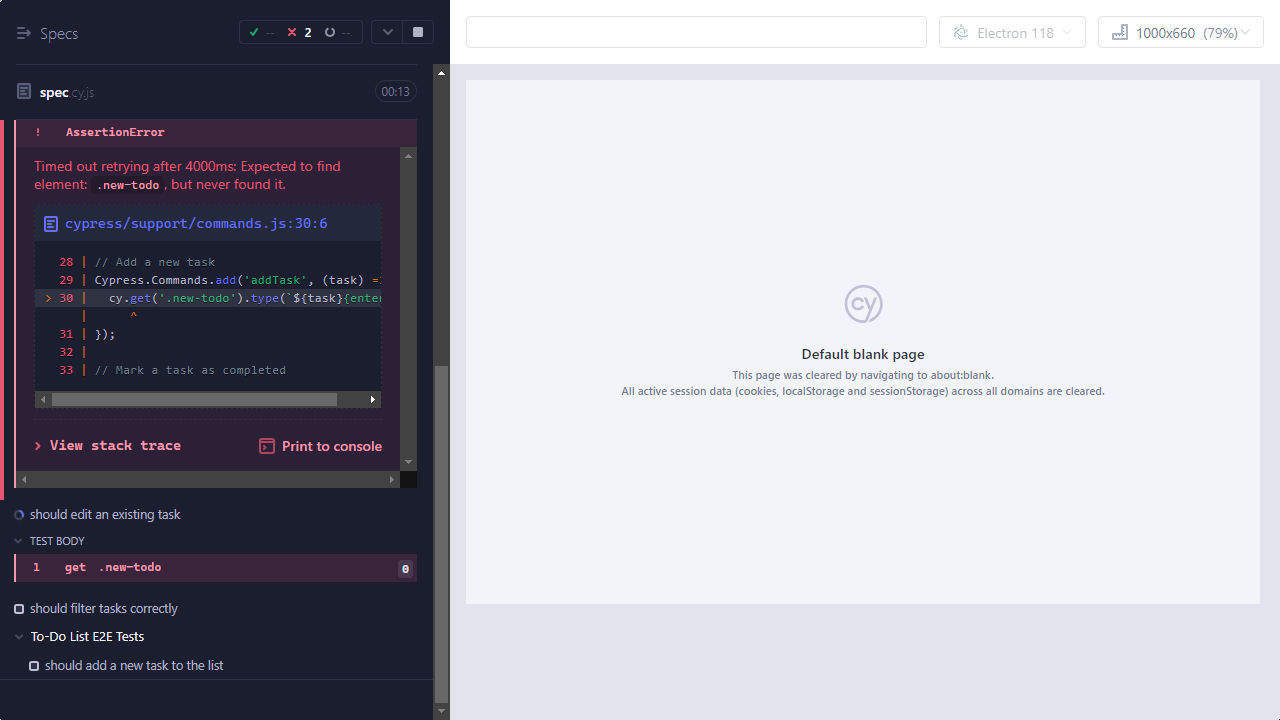 Specs
--
2
--
spec.cy.js
00:13
! AssertionError
Timed out retrying after 4000ms: Expected to find
element: .new-todo, but never found it.
cypress/support/commands.js:30:6
28 | // Add a new task
29 | Cypress.Commands.add('addTask', (task) =
> 30 |   cy.get('.new-todo').type(`${task}{enter
|      ^
31 | });
32 |
33 | // Mark a task as completed
> View stack trace
Print to console
should edit an existing task
TEST BODY
1 get .new-todo 0
should filter tasks correctly
To-Do List E2E Tests
should add a new task to the list
Electron 118
1000x660 (79%)
cy
Default blank page
This page was cleared by navigating to about:blank.
All active session data (cookies, localStorage and sessionStorage) across all domains are cleared.